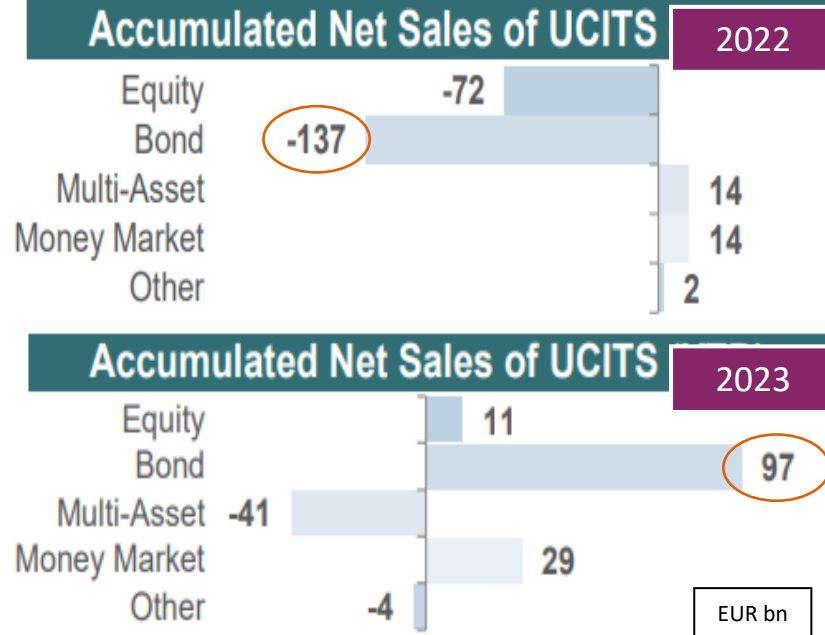 Accumulated Net Sales of UCITS
2022
Equity -72
Bond -137
Multi-Asset 14
Money Market 14
Other 2
Accumulated Net Sales of UCITS
2023
Equity 11
Bond 97
Multi-Asset -41
Money Market 29
Other -4
EUR bn